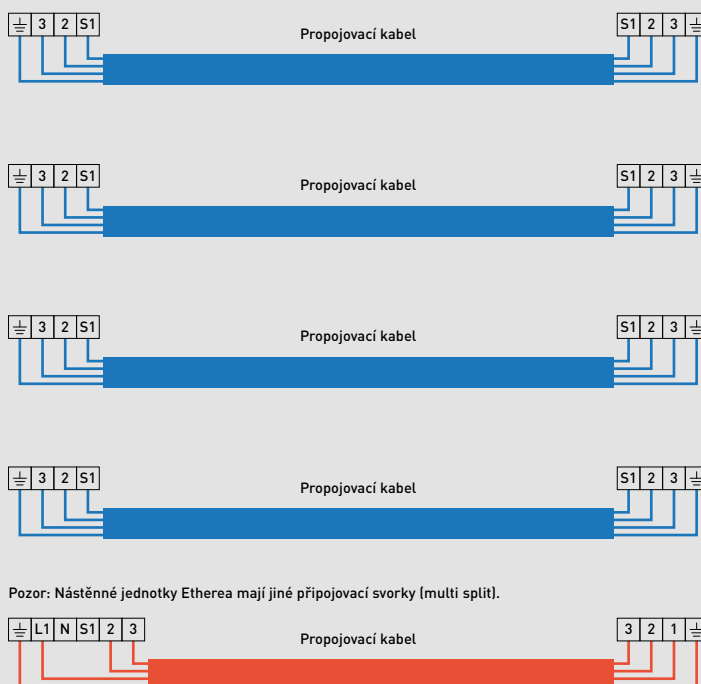 3 2 S1 Propojovací kabel S1 2 3
3 2 S1 Propojovací kabel S1 2 3
3 2 S1 Propojovací kabel S1 2 3
3 2 S1 Propojovací kabel S1 2 3
Pozor: Nástěnné jednotky Etherea mají jiné připojovací svorky (multi split).
L1 N S1 2 3 Propojovací kabel 3 2 1